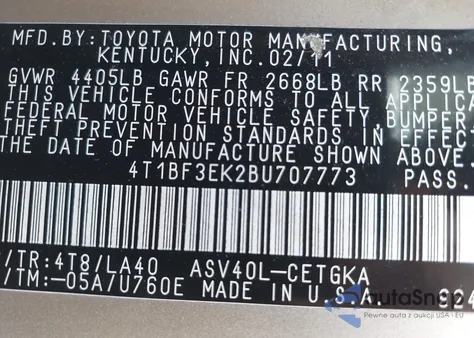 MFD.BY:TOYOTA MOTOR MANUFACTURING,
KENTUCKY, INC.02/11
GVWR 4405LB GAWR FR 2668LB RR 2359LB
THIS VEHICLE CONFORMS TO ALL APPLICA
FEDERAL MOTOR VEHICLE SAFETY, BUMPER,
THEFT PREVENTION STANDARDS IN EFFEC
THE DATE OF MANUFACTURE SHOWN ABOVE
4T1BF3EK2BU707773 PASS.
/TR:4T8/LA40 ASV40L-CETGKA
/TM:-05A/U760E MADE IN U.S.A. 924
autoSnap
Pewne auta z aukcji USA i EU